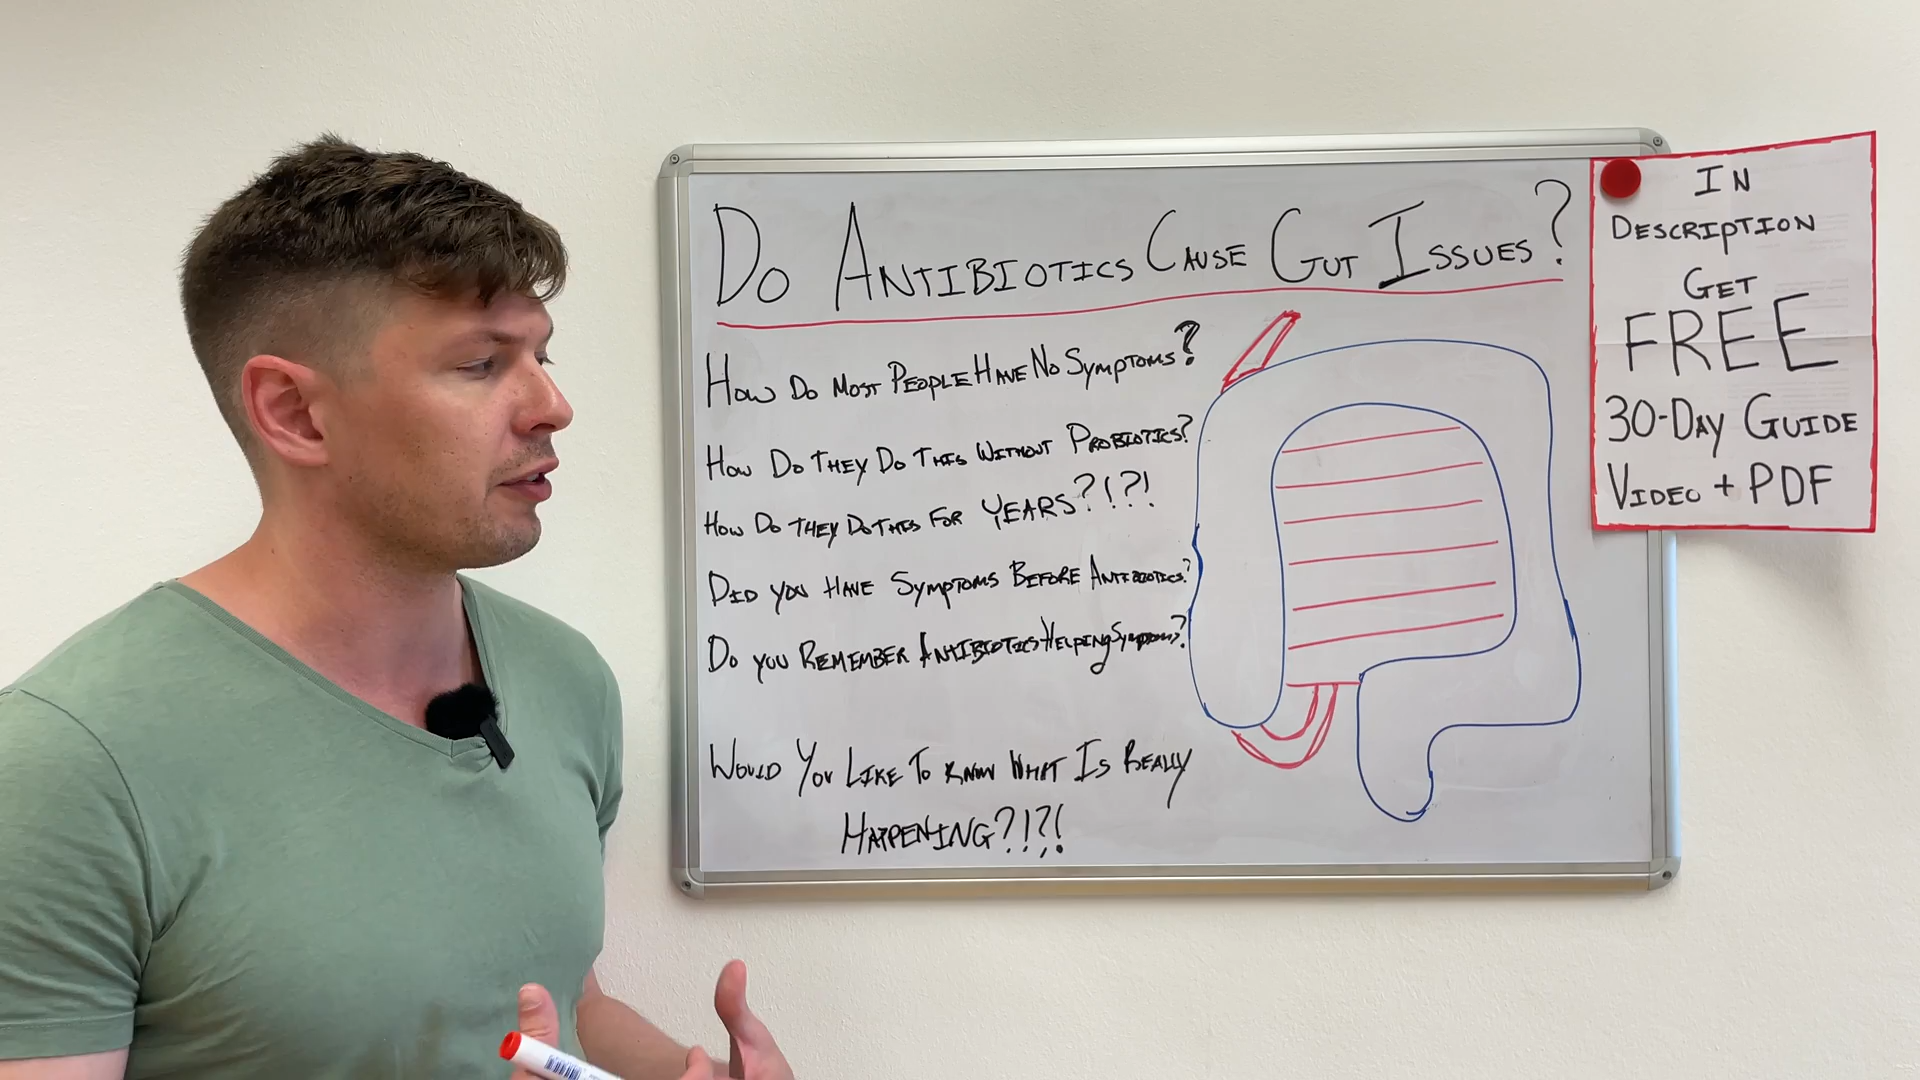 Do Antibiotics Cause Gut Issues?
How Do Most People Have No Symptoms?
How Do They Do This Without Probiotics?
How Do They Do This For Years?!?!
Did You Have Symptoms Before Antibiotics?
Do You Remember Antibiotics Helping Symptoms?
Would You Like To Know What Is Really
Happening?!?!
In
Description
Get
FREE
30-Day Guide
Video + PDF